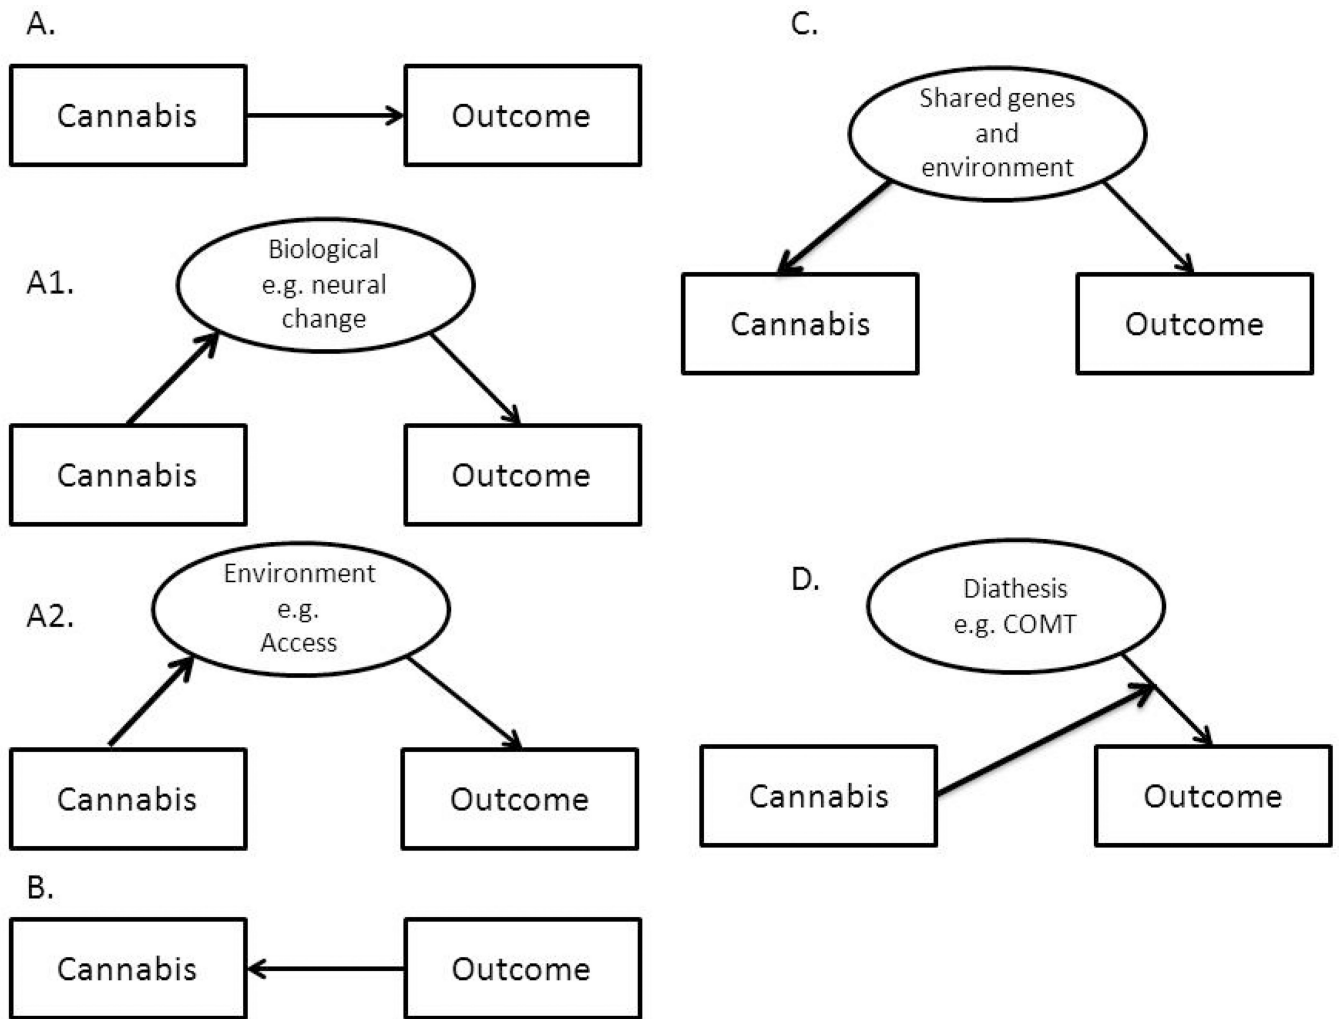 A.
Cannabis
Outcome
A1.
Biological
e.g. neural
change
Cannabis
Outcome
A2.
Environment
e.g.
Access
Cannabis
Outcome
B.
Cannabis
Outcome
C.
Shared genes
and
environment
Cannabis
Outcome
D.
Diathesis
e.g. COMT
Cannabis
Outcome